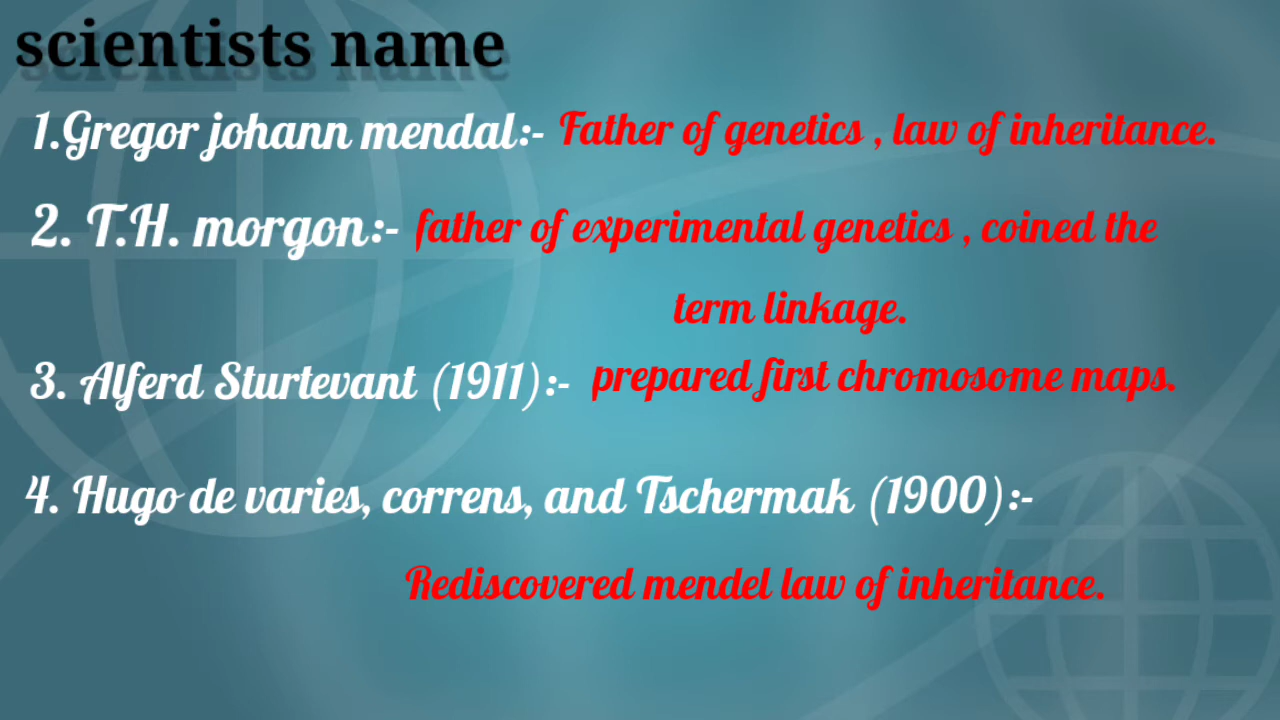 scientists name
1.Gregor johann mendal:- Father of genetics , law of inheritance.
2. T.H. morgon:- father of experimental genetics , coined the
term linkage.
3. Alferd Sturtevant (1911):- prepared first chromosome maps.
4. Hugo de varies, correns, and Tschermak (1900):-
Rediscovered mendel law of inheritance.